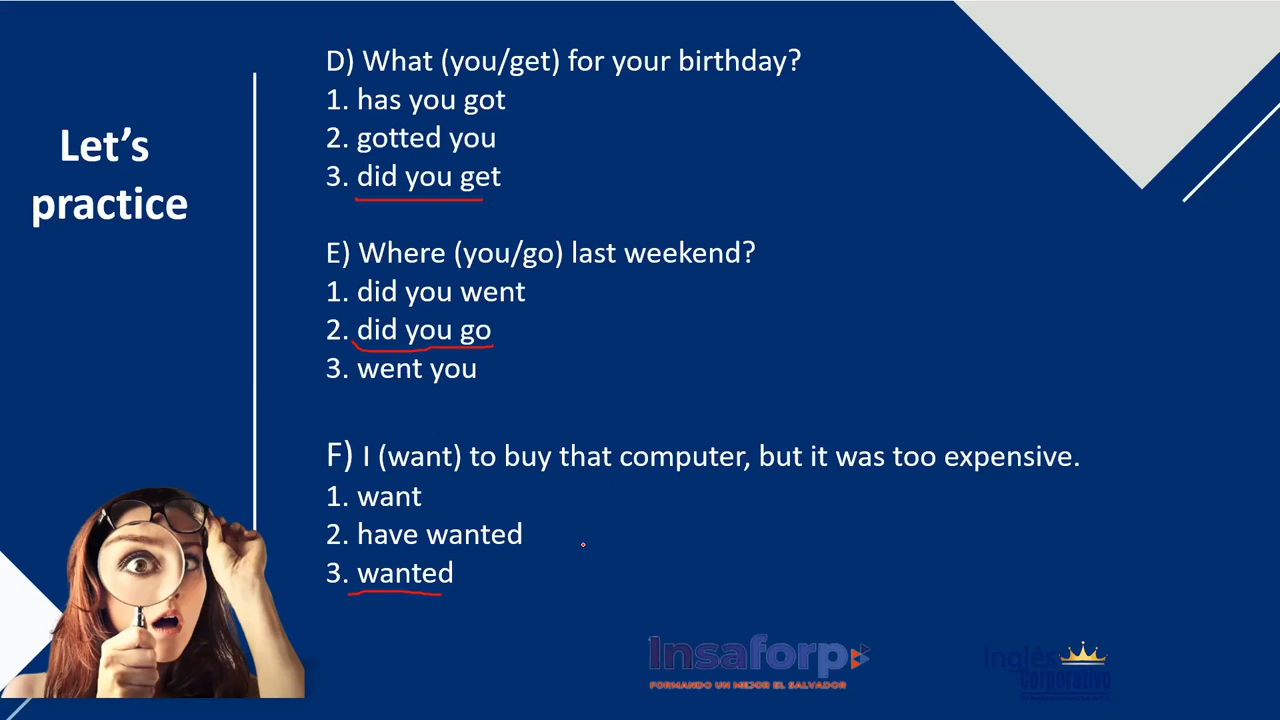 Let's
practice
D) What (you/get) for your birthday?
1. has you got
2. gotted you
3. did you get
E) Where (you/go) last weekend?
1. did you went
2. did you go
3. went you
F) I (want) to buy that computer, but it was too expensive.
1. want
2. have wanted
3. wanted
Insaforp
FORMANDO UN MEJOR EL SALVADOR
Inglés
Corporativo